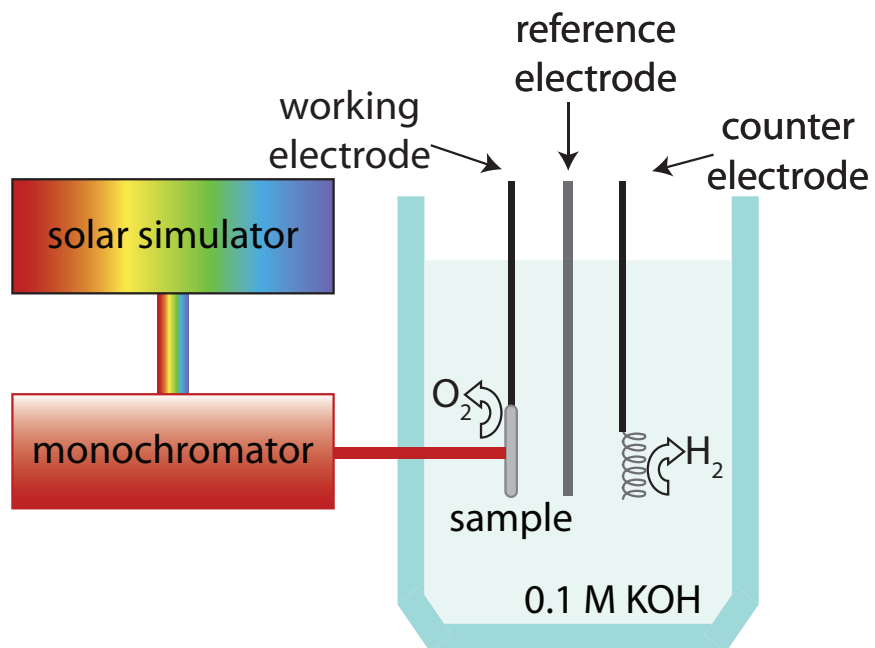 reference
electrode
working
electrode
counter
electrode
solar simulator
O₂
monochromator
H₂
sample
0.1 M KOH